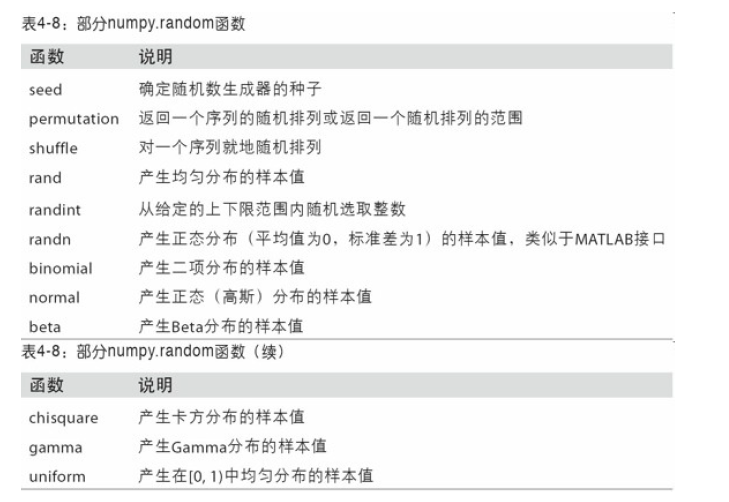 表4-8：部分numpy.random函数
函数 说明
seed 确定随机数生成器的种子
permutation 返回一个序列的随机排列或返回一个随机排列的范围
shuffle 对一个序列就地随机排列
rand 产生均匀分布的样本值
randint 从给定的上下限范围内随机选取整数
randn 产生正态分布（平均值为0，标准差为1）的样本值，类似于MATLAB接口
binomial 产生二项分布的样本值
normal 产生正态（高斯）分布的样本值
beta 产生Beta分布的样本值
表4-8：部分numpy.random函数（续）
函数 说明
chisquare 产生卡方分布的样本值
gamma 产生Gamma分布的样本值
uniform 产生在[0, 1)中均匀分布的样本值